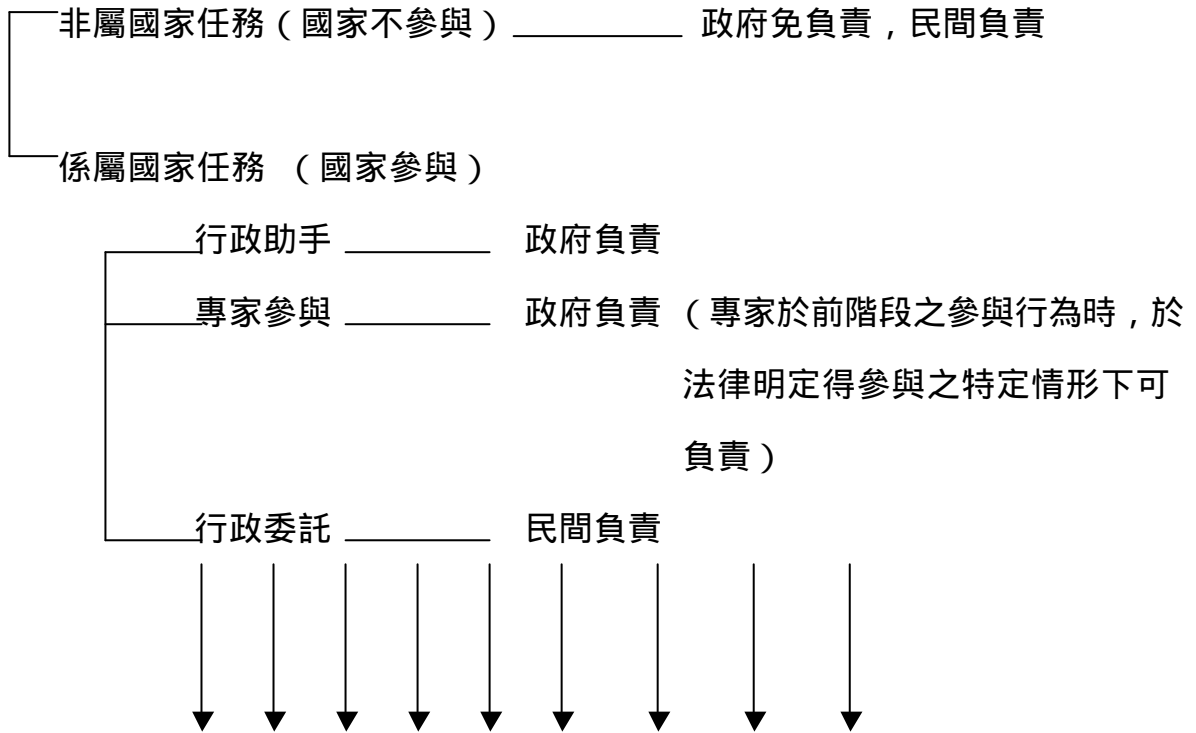 非屬國家任務（國家不參與） 政府免負責，民間負責
係屬國家任務 （國家參與）
行政助手 政府負責
專家參與 政府負責（專家於前階段之參與行為時，於
法律明定得參與之特定情形下可
負責）
行政委託 民間負責